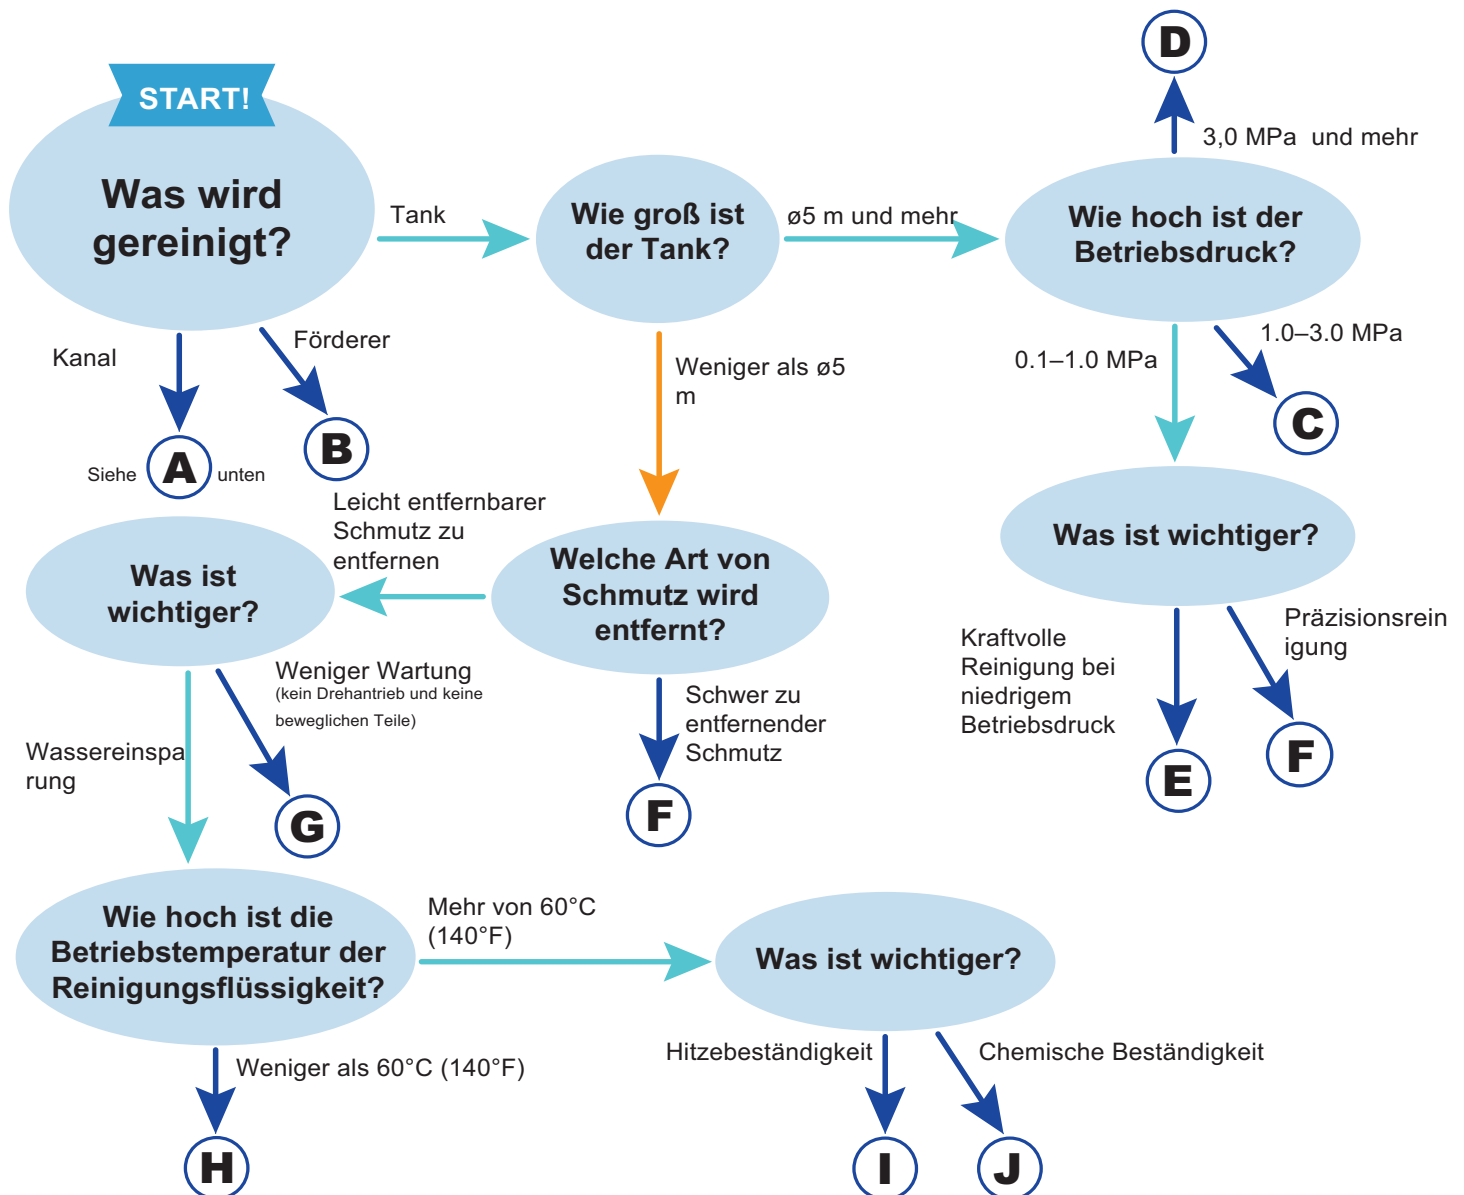 START!
Was wird
gereinigt?
Tank
Wie groß ist
der Tank?
ø5 m und mehr
Wie hoch ist der
Betriebsdruck?
3,0 MPa und mehr
D
Kanal
Förderer
Siehe A unten
B
Weniger als ø5
m
0.1–1.0 MPa
1.0–3.0 MPa
C
Leicht entfernbarer
Schmutz zu
entfernen
Welche Art von
Schmutz wird
entfernt?
Was ist
wichtiger?
Was ist wichtiger?
Weniger Wartung
(kein Drehantrieb und keine
beweglichen Teile)
Wassereinspa
rung
G
Schwer zu
entfernender
Schmutz
F
Kraftvolle
Reinigung bei
niedrigem
Betriebsdruck
E
Präzisionsrein
igung
F
Wie hoch ist die
Betriebstemperatur der
Reinigungsflüssigkeit?
Mehr von 60°C
(140°F)
Was ist wichtiger?
Weniger als 60°C (140°F)
H
Hitzebeständigkeit
I
Chemische Beständigkeit
J